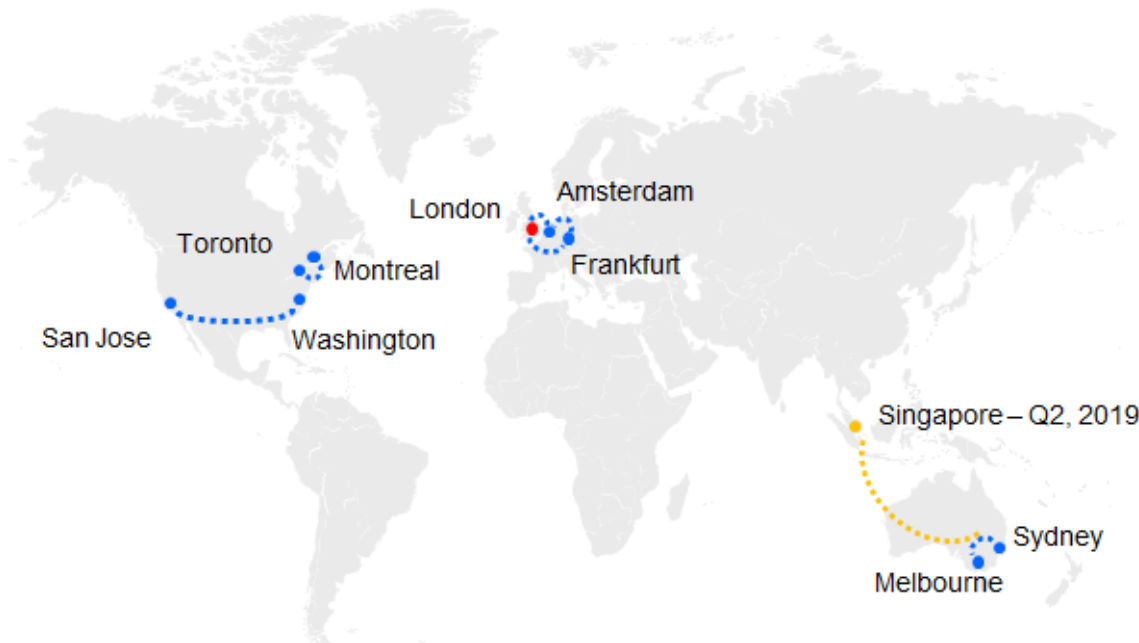 Amsterdam
London
Toronto
Montreal
Frankfurt
San Jose
Washington
Singapore – Q2, 2019
Sydney
Melbourne